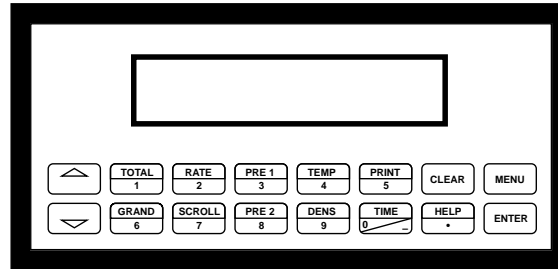 TOTAL RATE PRE 1 TEMP PRINT CLEAR MENU
1 2 3 4 5
GRAND SCROLL PRE 2 DENS TIME HELP ENTER
6 7 8 9 0 – •